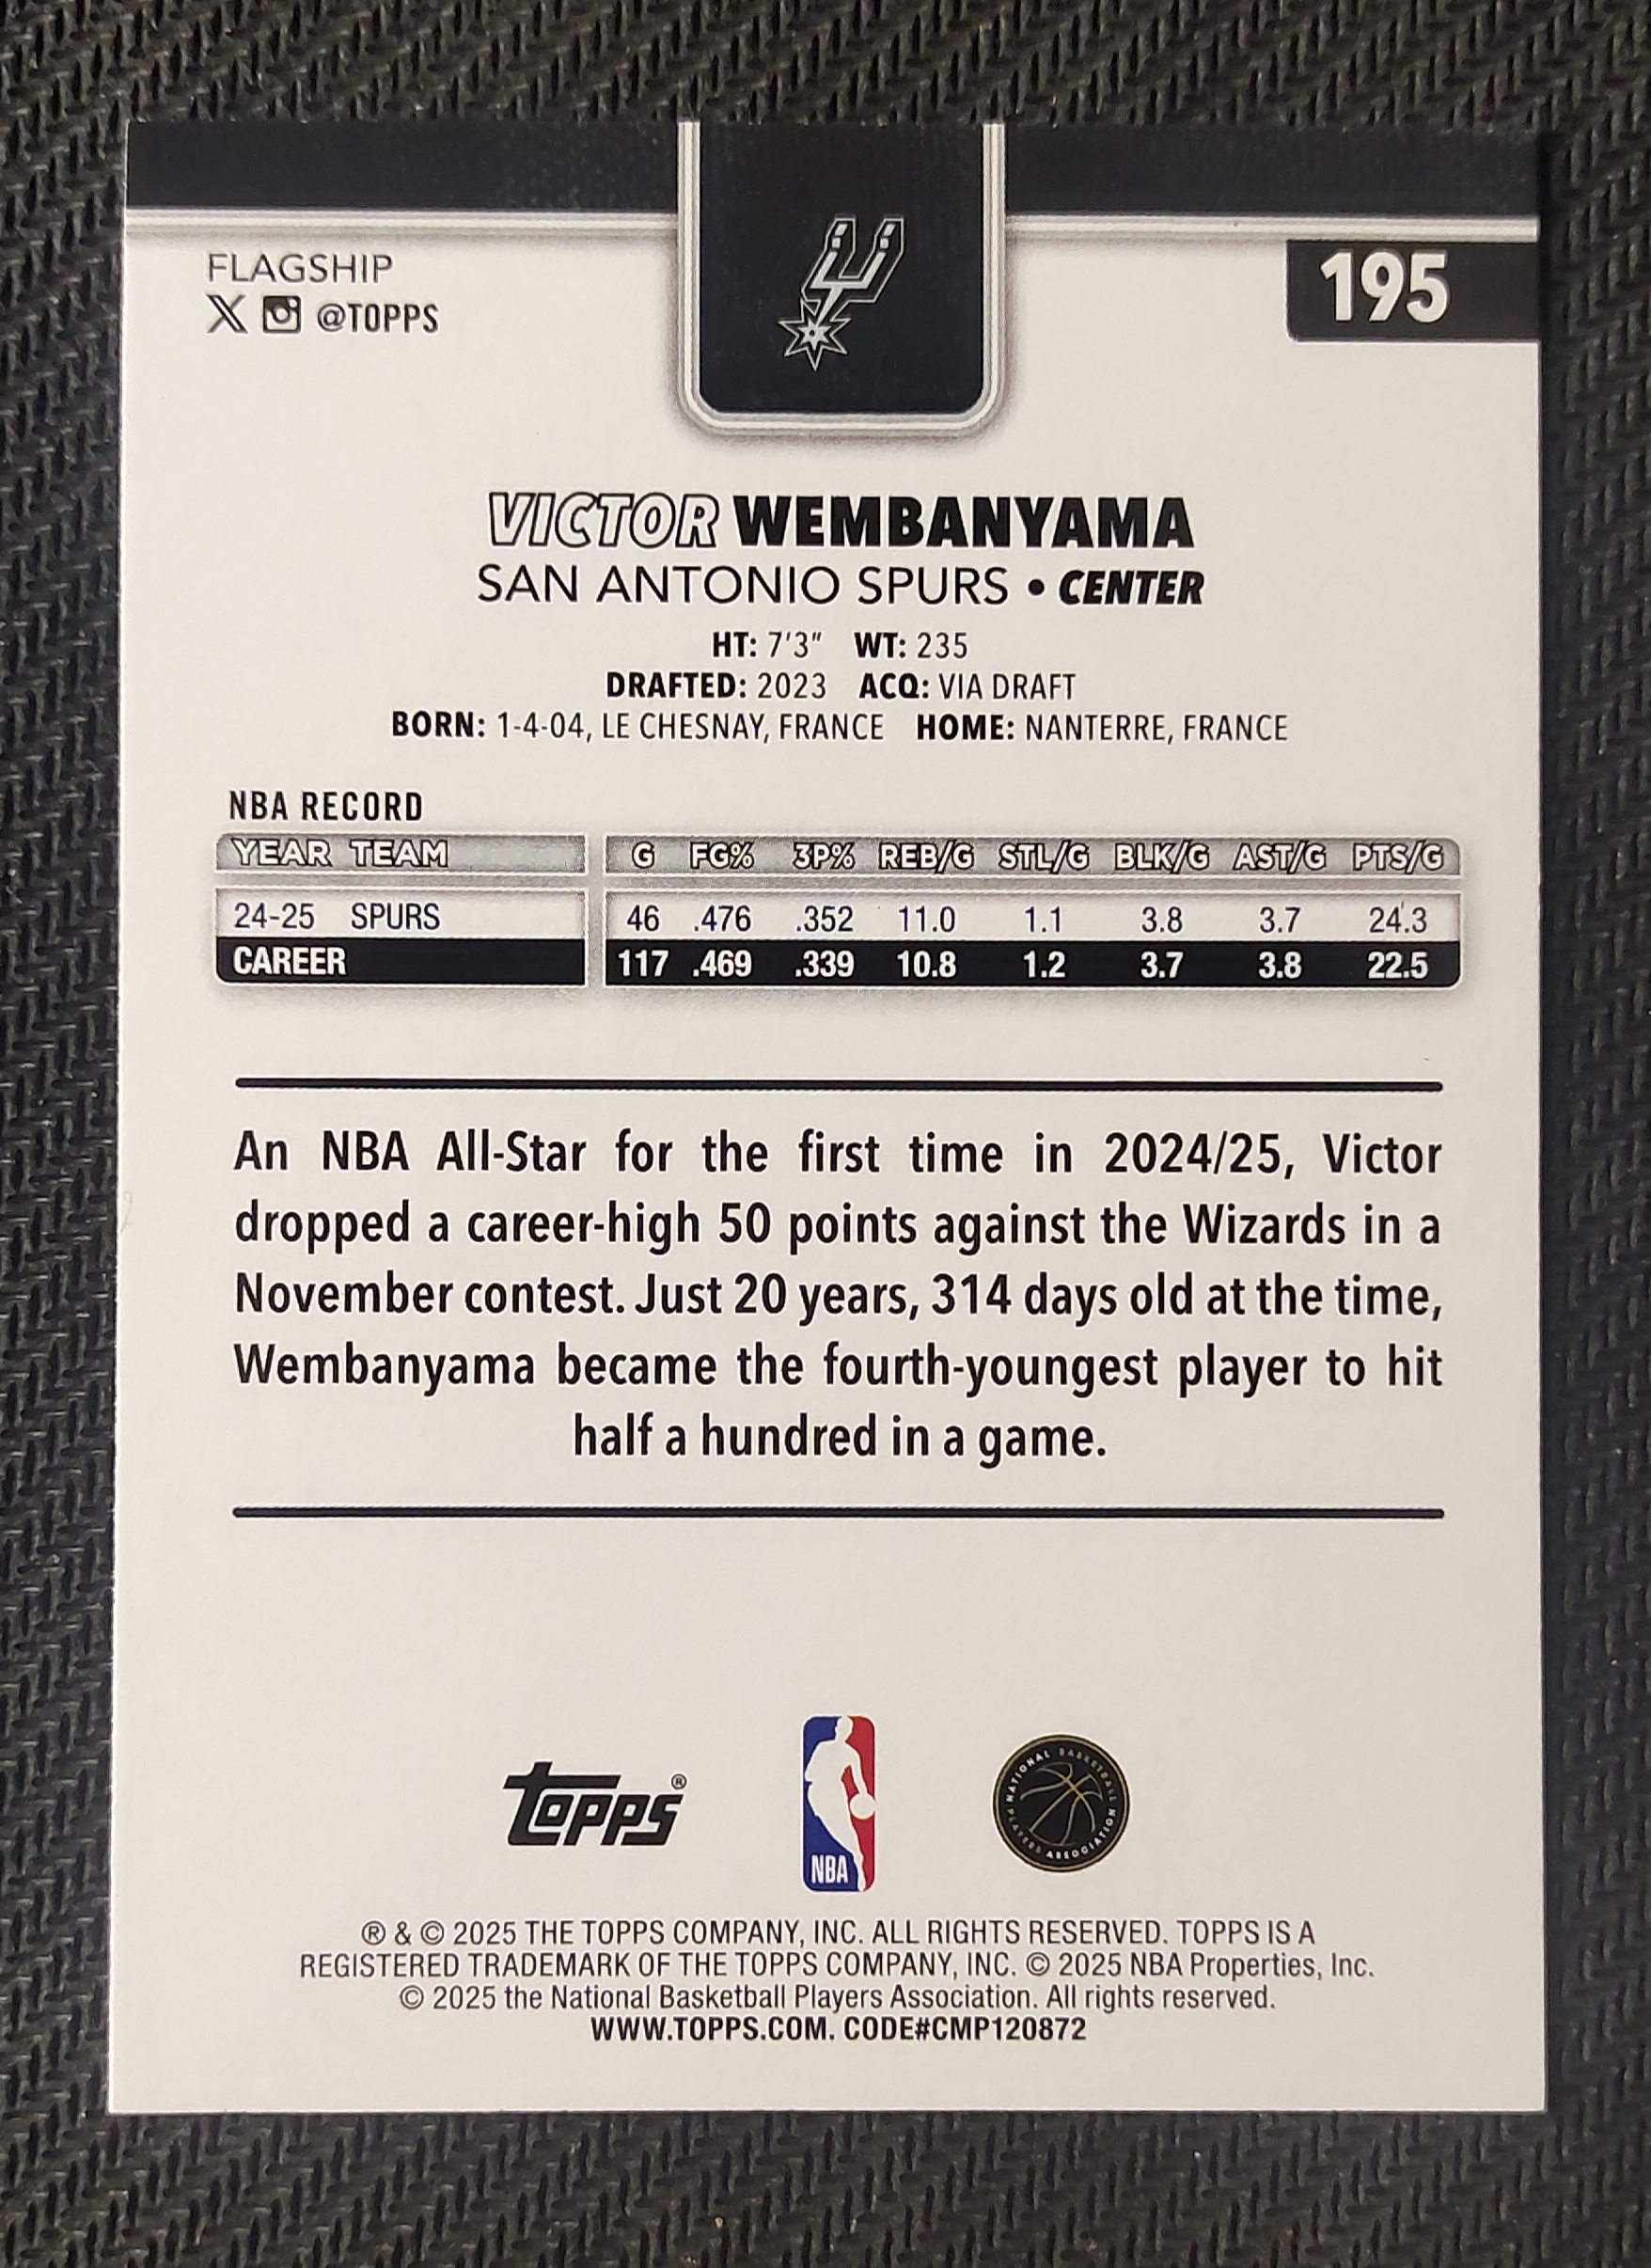 FLAGSHIP
195
X @TOPPS
VICTOR WEMBANYAMA
SAN ANTONIO SPURS • CENTER
HT: 7'3" WT: 235
DRAFTED: 2023 ACQ: VIA DRAFT
BORN: 1-4-04, LE CHESNAY, FRANCE HOME: NANTERRE, FRANCE
NBA RECORD
YEAR TEAM G FG% 3P% REB/G STL/G BLK/G AST/G PTS/G
24-25 SPURS 46 .476 .352 11.0 1.1 3.8 3.7 24.3
CAREER 117 .469 .339 10.8 1.2 3.7 3.8 22.5
An NBA All-Star for the first time in 2024/25, Victor
dropped a career-high 50 points against the Wizards in a
November contest. Just 20 years, 314 days old at the time,
Wembanyama became the fourth-youngest player to hit
half a hundred in a game.
TOPPS®
NBA
NATIONAL BASKETBALL PLAYERS ASSOCIATION
® & © 2025 THE TOPPS COMPANY, INC. ALL RIGHTS RESERVED. TOPPS IS A
REGISTERED TRADEMARK OF THE TOPPS COMPANY, INC. © 2025 NBA Properties, Inc.
© 2025 the National Basketball Players Association. All rights reserved.
WWW.TOPPS.COM. CODE#CMP120872